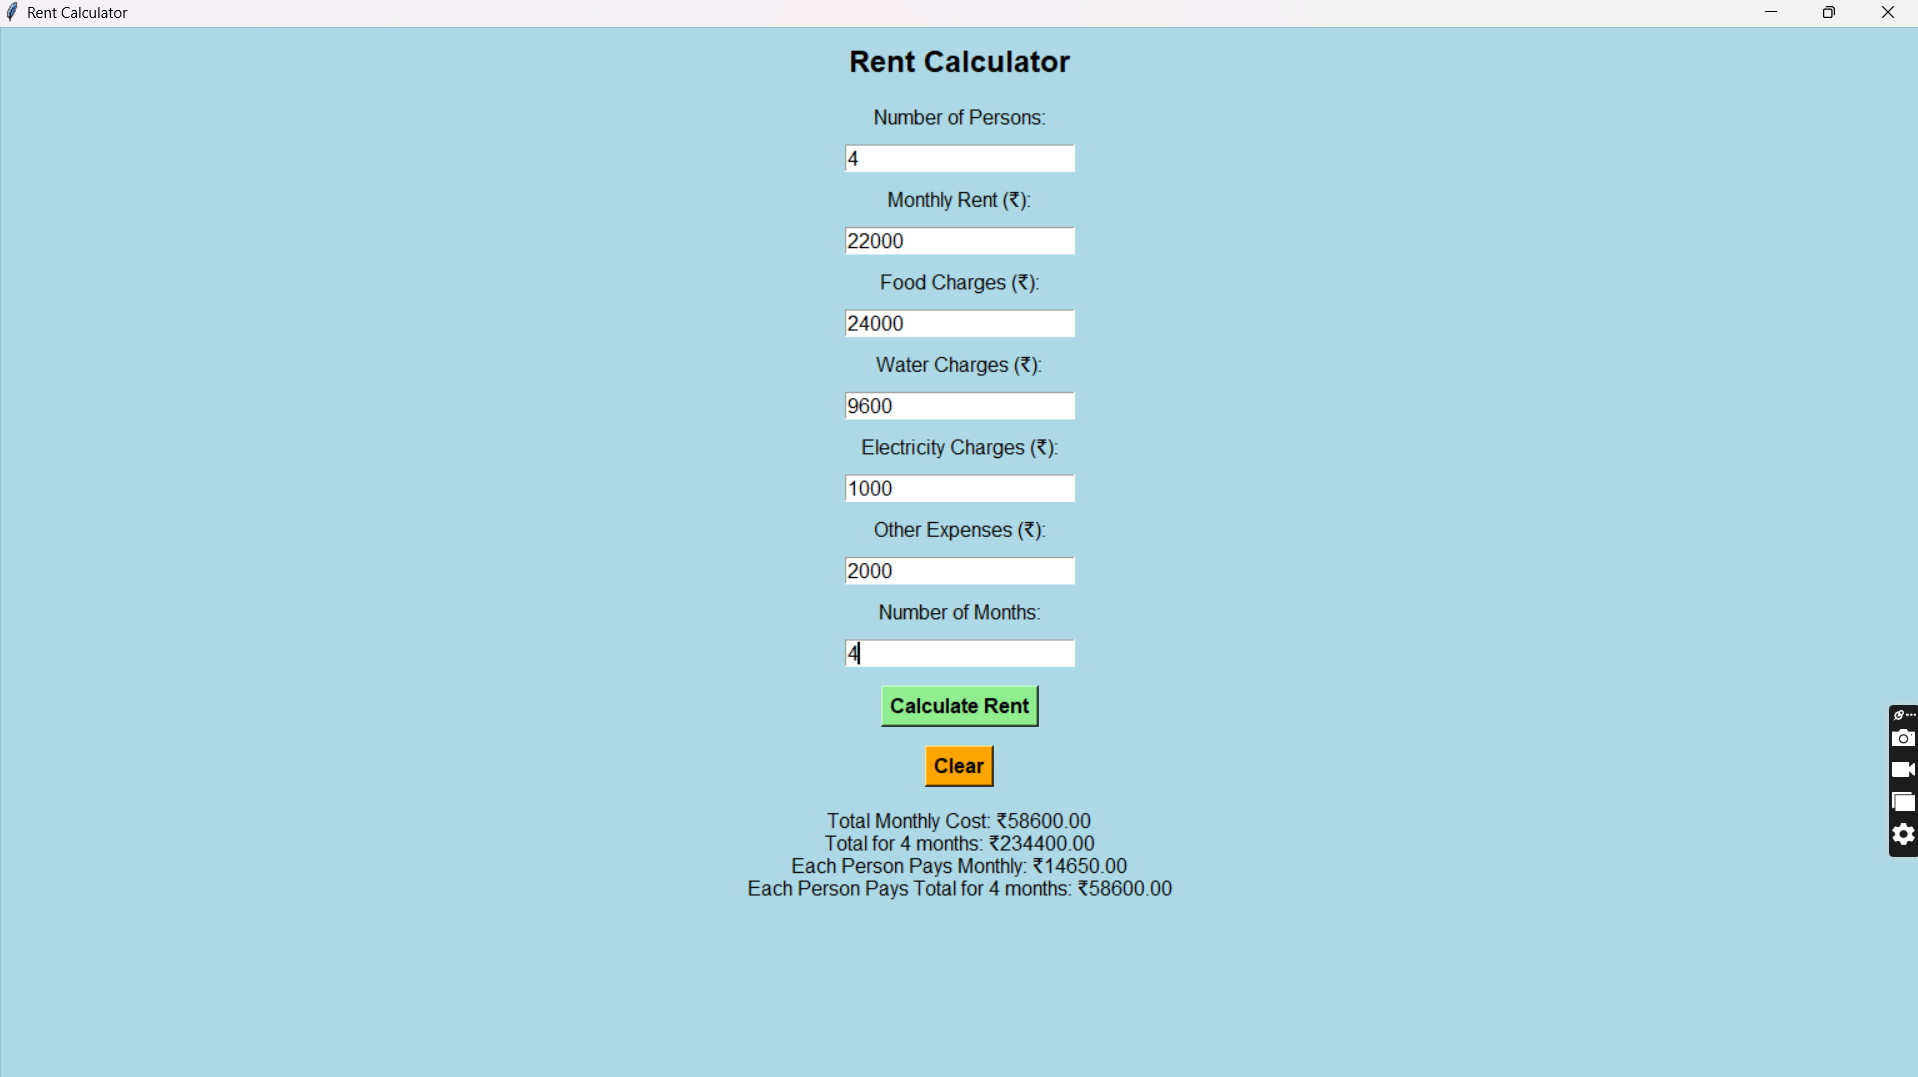 Rent Calculator
Rent Calculator
Number of Persons:
4
Monthly Rent (₹):
22000
Food Charges (₹):
24000
Water Charges (₹):
9600
Electricity Charges (₹):
1000
Other Expenses (₹):
2000
Number of Months:
4
Calculate Rent
Clear
Total Monthly Cost: ₹58600.00
Total for 4 months: ₹234400.00
Each Person Pays Monthly: ₹14650.00
Each Person Pays Total for 4 months: ₹58600.00